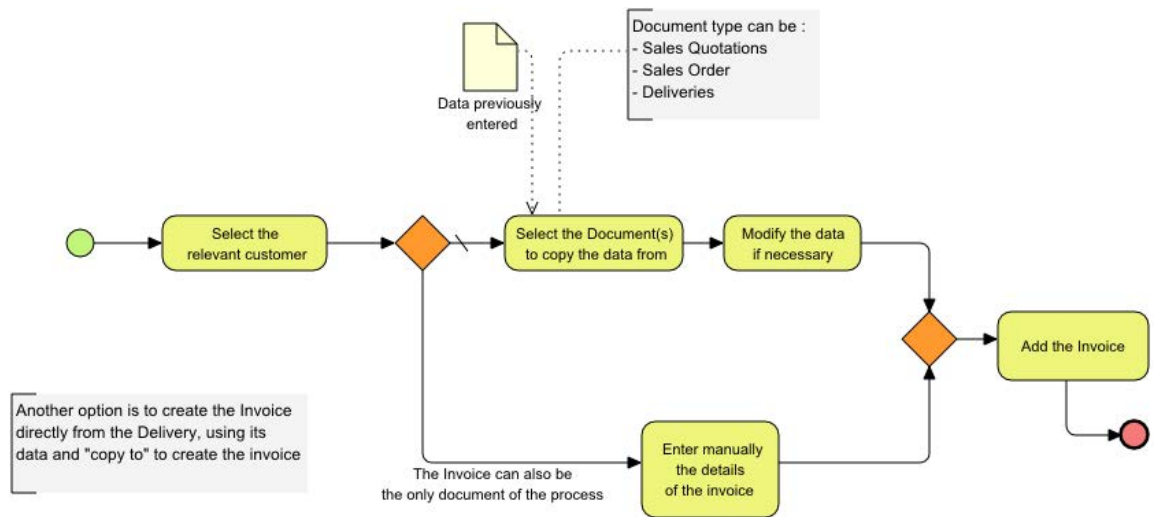 Document type can be :
- Sales Quotations
- Sales Order
- Deliveries
Data previously
entered
Select the
relevant customer
Select the Document(s)
to copy the data from
Modify the data
if necessary
Add the Invoice
Another option is to create the Invoice
directly from the Delivery, using its
data and "copy to" to create the invoice
The Invoice can also be
the only document of the process
Enter manually
the details
of the invoice